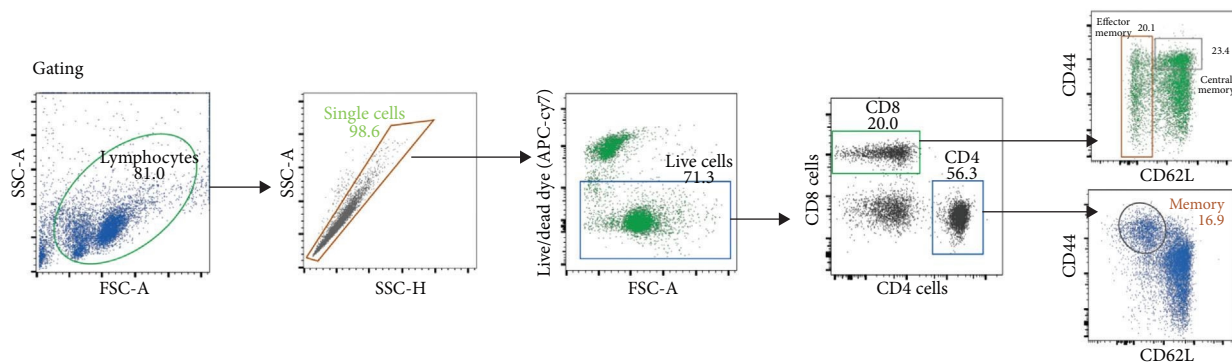 Gating
SSC-A
Lymphocytes
81.0
FSC-A
SSC-A
Single cells
98.6
SSC-H
Live/dead dye (APC-cy7)
Live cells
71.3
FSC-A
CD8 cells
CD8
20.0
CD4
56.3
CD4 cells
CD44
Effector
memory
20.1
23.4
Central
memory
CD62L
CD44
Memory
16.9
CD62L